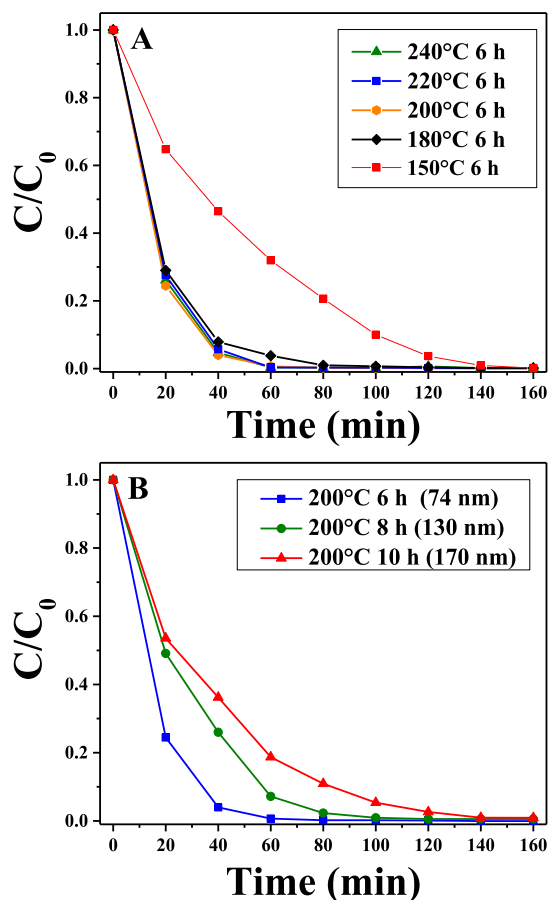 A
240°C 6 h
220°C 6 h
200°C 6 h
180°C 6 h
150°C 6 h
C/C0
1.0
0.8
0.6
0.4
0.2
0.0
0 20 40 60 80 100 120 140 160
Time (min)
B
200°C 6 h (74 nm)
200°C 8 h (130 nm)
200°C 10 h (170 nm)
C/C0
1.0
0.8
0.6
0.4
0.2
0.0
0 20 40 60 80 100 120 140 160
Time (min)